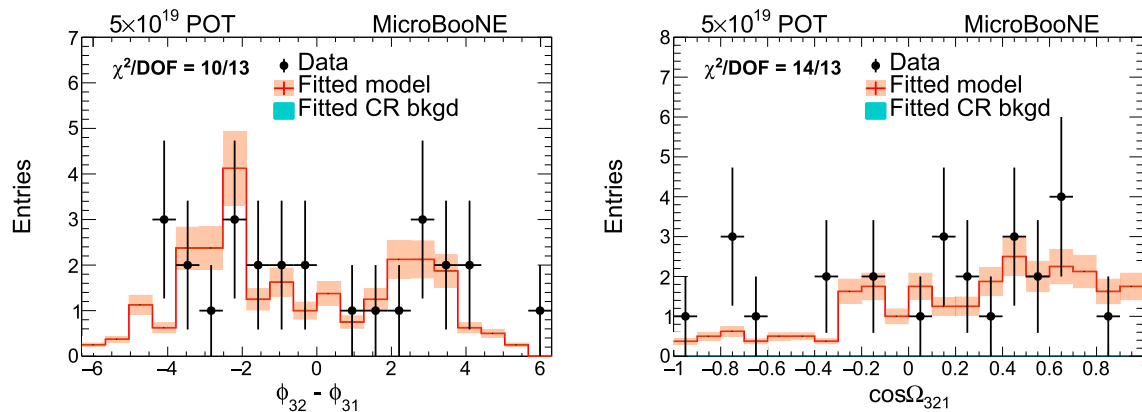 5×10¹⁹ POT MicroBooNE
χ²/DOF = 10/13
Data
Fitted model
Fitted CR bkgd
Entries
7
6
5
4
3
2
1
0
−6 −4 −2 0 2 4 6
ϕ₃₂ - ϕ₃₁
5×10¹⁹ POT MicroBooNE
χ²/DOF = 14/13
Data
Fitted model
Fitted CR bkgd
Entries
8
7
6
5
4
3
2
1
0
−1 −0.8 −0.6 −0.4 −0.2 0 0.2 0.4 0.6 0.8
cosΩ₃₂₁